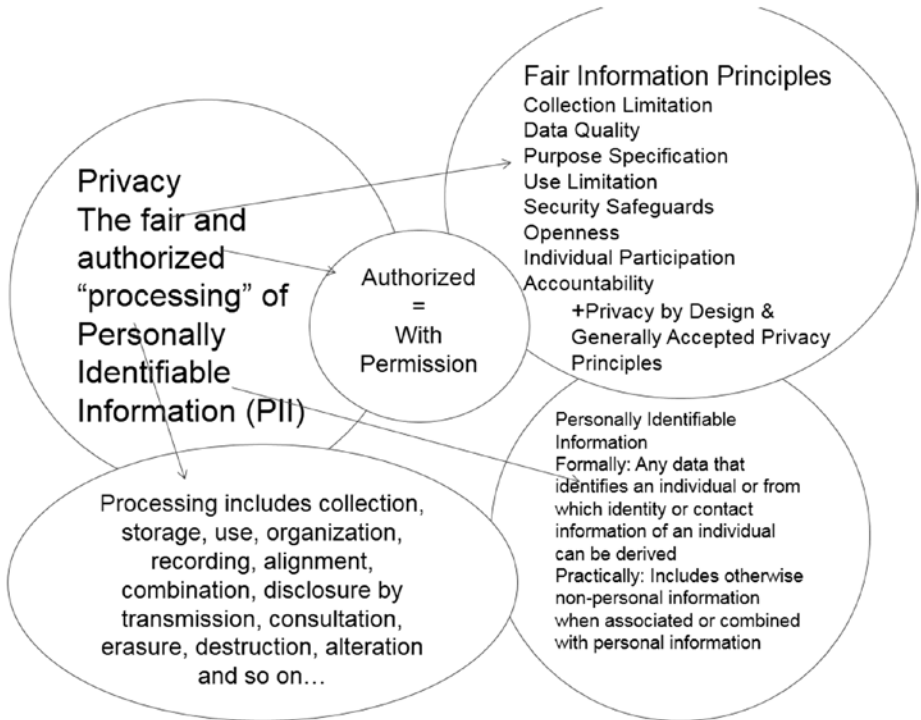 Privacy
The fair and
authorized
“processing” of
Personally
Identifiable
Information (PII)
Authorized
=
With
Permission
Fair Information Principles
Collection Limitation
Data Quality
Purpose Specification
Use Limitation
Security Safeguards
Openness
Individual Participation
Accountability
+Privacy by Design &
Generally Accepted Privacy
Principles
Processing includes collection,
storage, use, organization,
recording, alignment,
combination, disclosure by
transmission, consultation,
erasure, destruction, alteration
and so on…
Personally Identifiable
Information
Formally: Any data that
identifies an individual or from
which identity or contact
information of an individual
can be derived
Practically: Includes otherwise
non-personal information
when associated or combined
with personal information